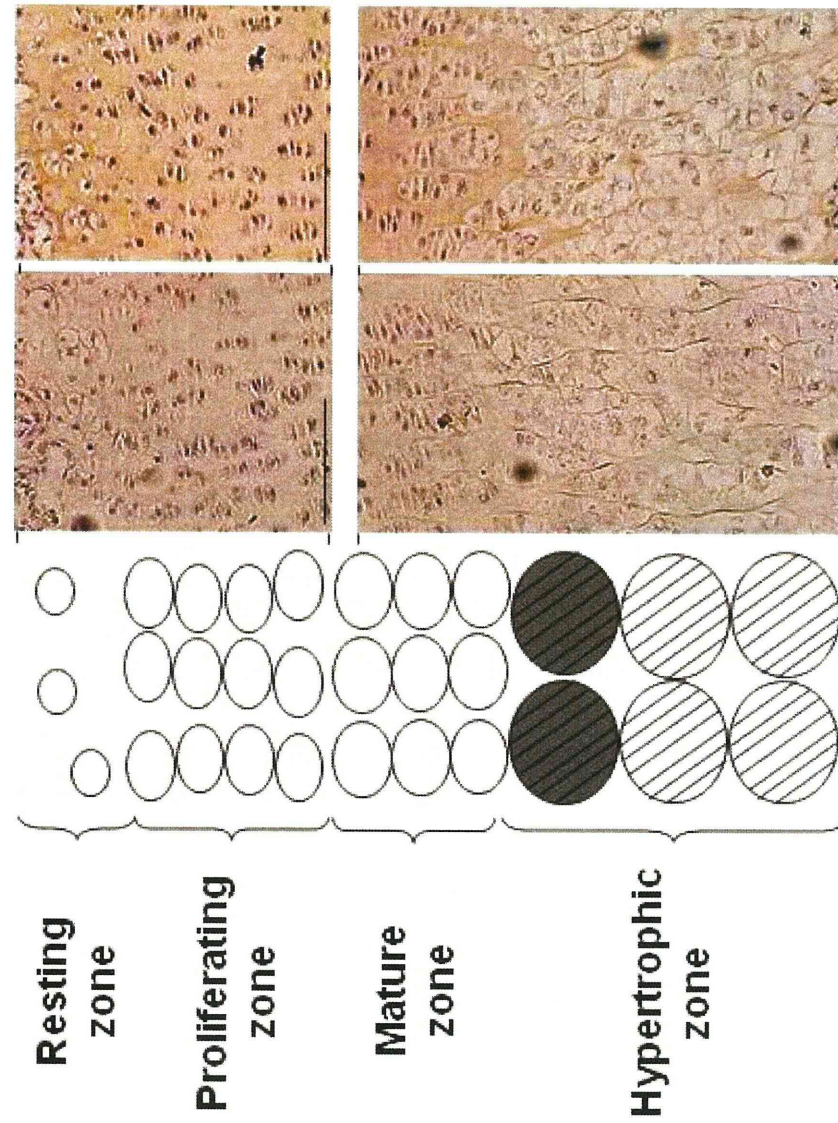 Resting
zone
Proliferating
zone
Mature
zone
Hypertrophic
zone